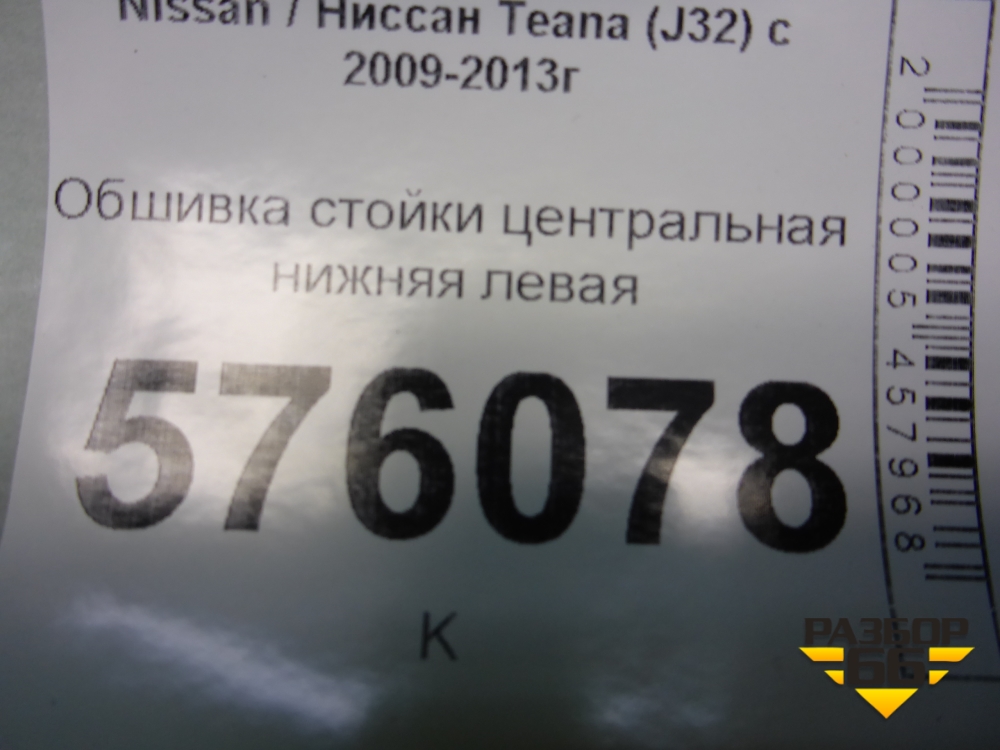 Nissan / Ниссан Teana (J32) с
2009-2013г
Обшивка стойки центральная
нижняя левая
576078
К
2000005457968
РАЗБОР
66